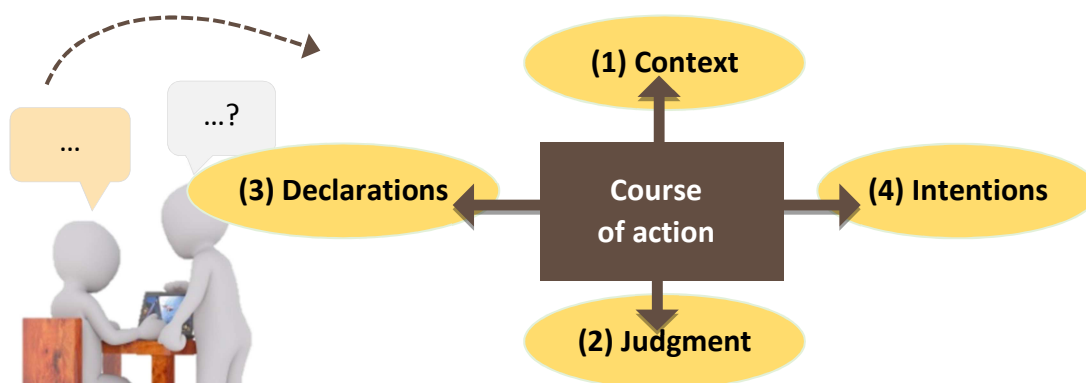 ...
...?
(1) Context
(3) Declarations
Course
of action
(4) Intentions
(2) Judgment